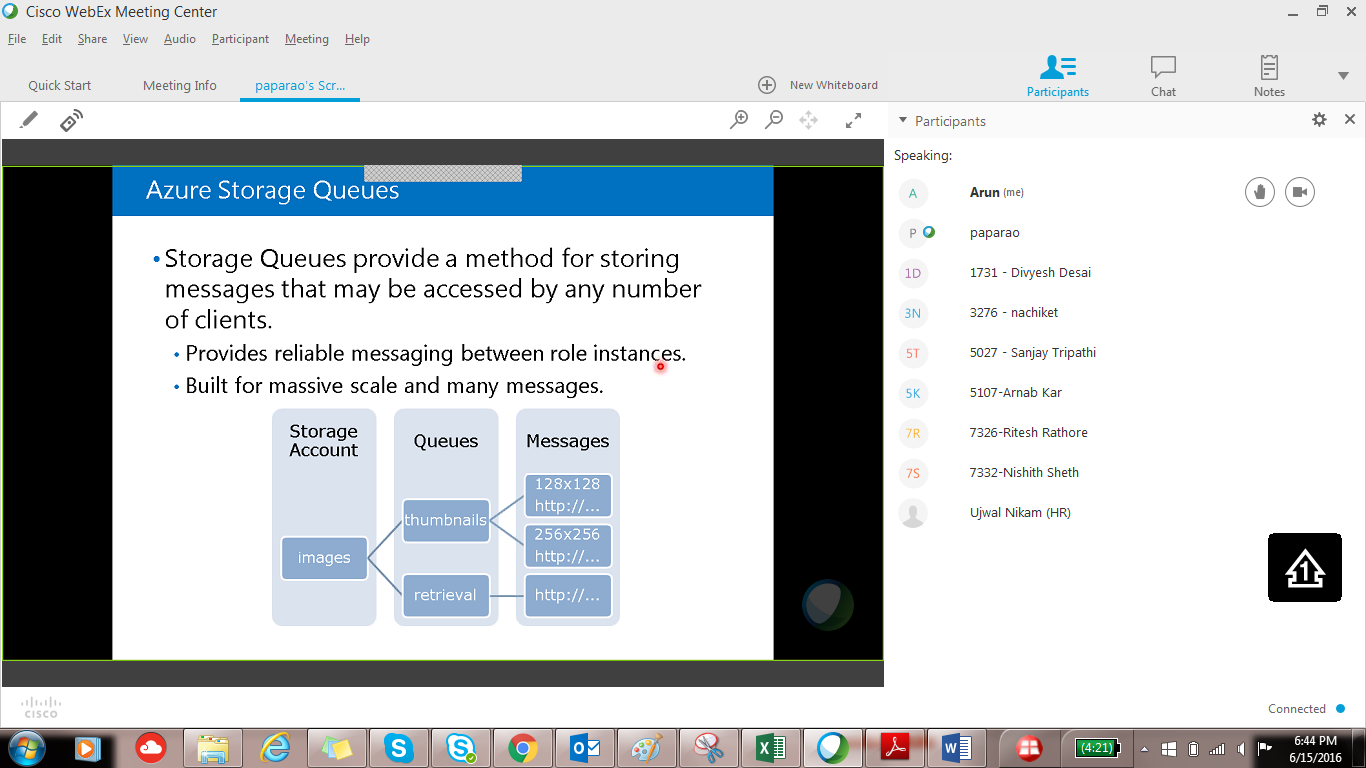 Cisco WebEx Meeting Center
File Edit Share View Audio Participant Meeting Help
Quick Start Meeting Info paparao's Scr... New Whiteboard
Participants Chat Notes
Participants
Speaking:
A Arun (me)
P paparao
1D 1731 - Divyesh Desai
3N 3276 - nachiket
5T 5027 - Sanjay Tripathi
5K 5107-Arnab Kar
7R 7326-Ritesh Rathore
7S 7332-Nishith Sheth
Ujwal Nikam (HR)
Azure Storage Queues
• Storage Queues provide a method for storing
messages that may be accessed by any number
of clients.
• Provides reliable messaging between role instances.
• Built for massive scale and many messages.
Storage
Account
Queues
Messages
images
thumbnails
retrieval
128x128
http://...
256x256
http://...
http://...
1
CISCO
Connected
(4:21)
6:44 PM
6/15/2016